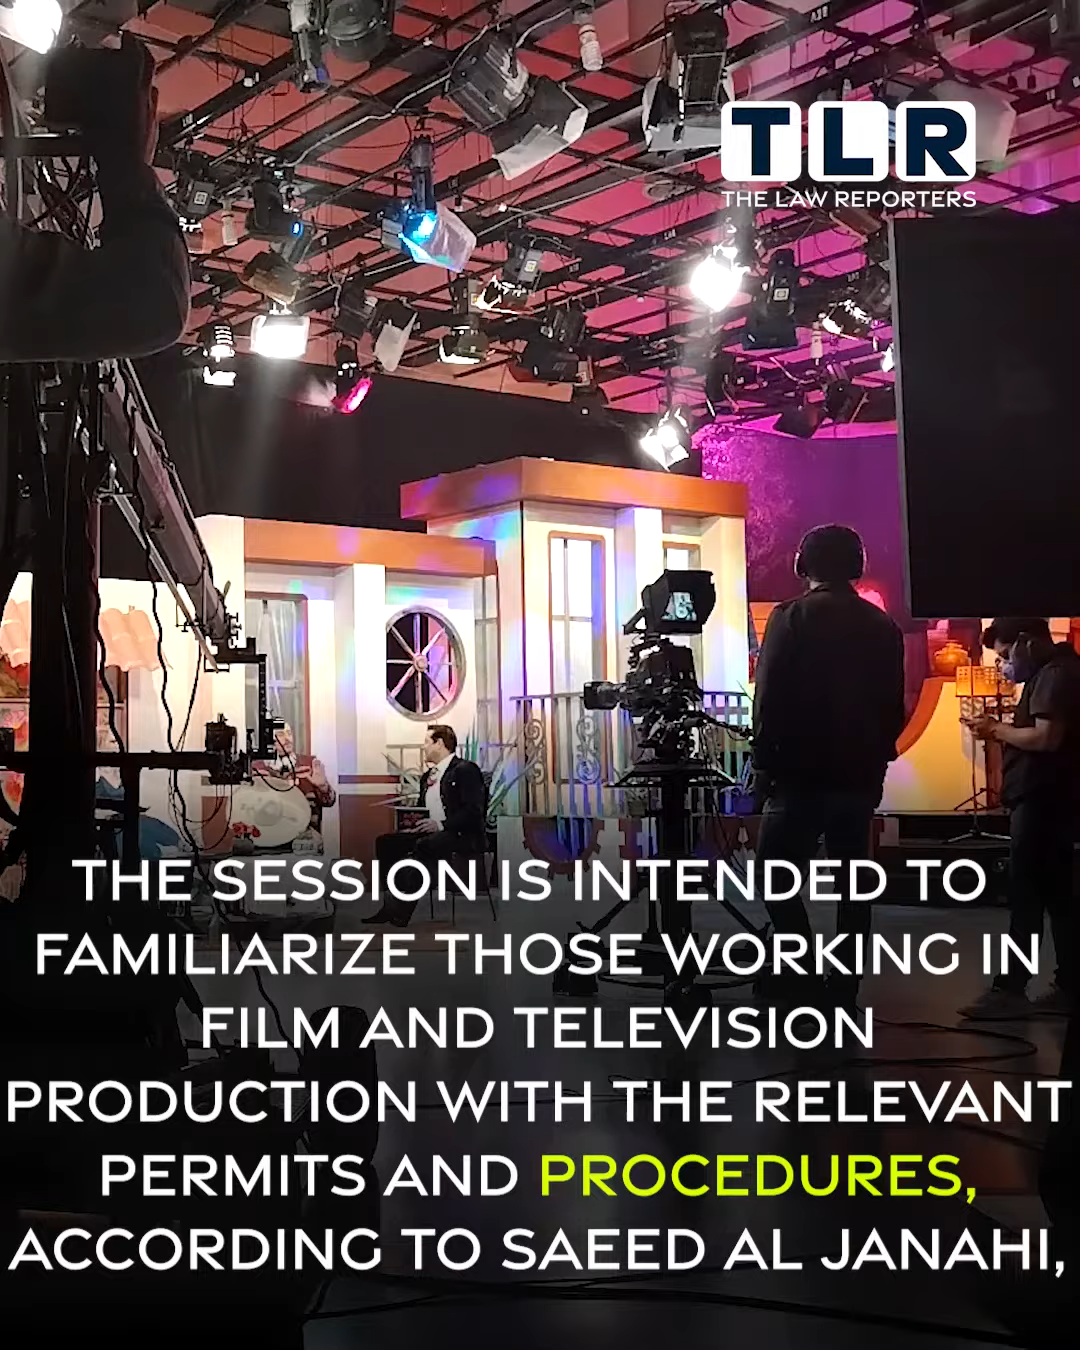 TLR
THE LAW REPORTERS
THE SESSION IS INTENDED TO
FAMILIARIZE THOSE WORKING IN
FILM AND TELEVISION
PRODUCTION WITH THE RELEVANT
PERMITS AND PROCEDURES,
ACCORDING TO SAEED AL JANAHI,